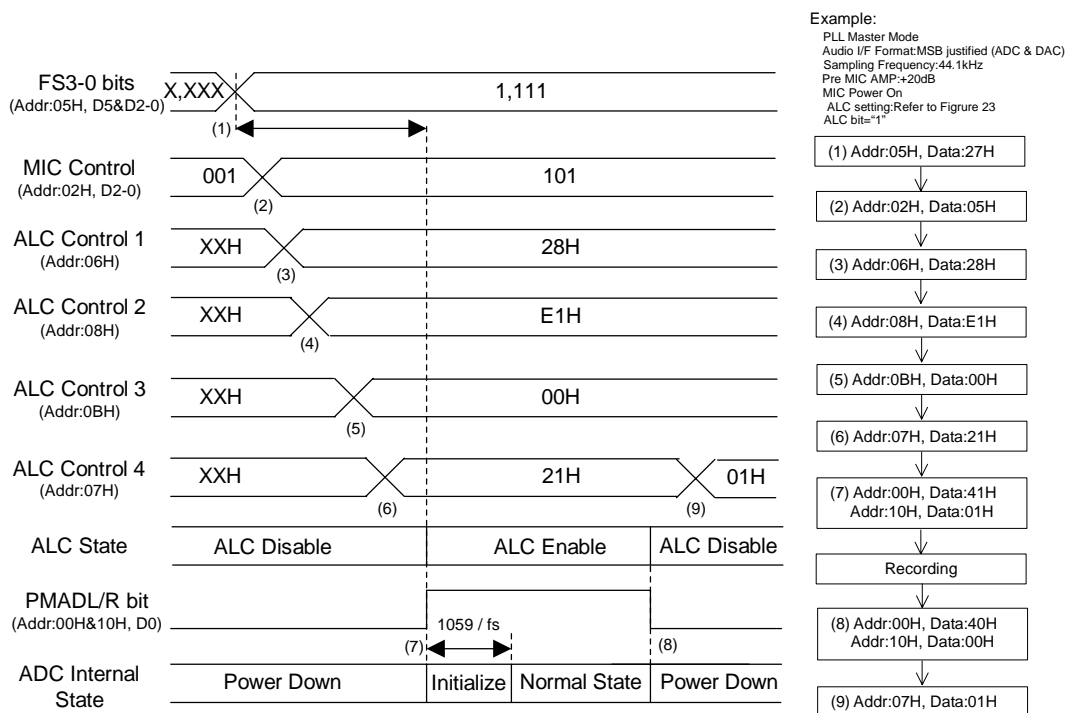 FS3-0 bits
(Addr:05H, D5&D2-0)
X,XXX
1,111
(1)
MIC Control
(Addr:02H, D2-0)
001
101
(2)
ALC Control 1
(Addr:06H)
XXH
28H
(3)
ALC Control 2
(Addr:08H)
XXH
E1H
(4)
ALC Control 3
(Addr:0BH)
XXH
00H
(5)
ALC Control 4
(Addr:07H)
XXH
21H
01H
(6)
(9)
ALC State
ALC Disable
ALC Enable
ALC Disable
PMADL/R bit
(Addr:00H&10H, D0)
1059 / fs
(7)
(8)
ADC Internal
State
Power Down
Initialize
Normal State
Power Down
Example:
PLL Master Mode
Audio I/F Format:MSB justified (ADC & DAC)
Sampling Frequency:44.1kHz
Pre MIC AMP:+20dB
MIC Power On
ALC setting:Refer to Figrure 23
ALC bit=“1”
(1) Addr:05H, Data:27H
(2) Addr:02H, Data:05H
(3) Addr:06H, Data:28H
(4) Addr:08H, Data:E1H
(5) Addr:0BH, Data:00H
(6) Addr:07H, Data:21H
(7) Addr:00H, Data:41H
Addr:10H, Data:01H
Recording
(8) Addr:00H, Data:40H
Addr:10H, Data:00H
(9) Addr:07H, Data:01H